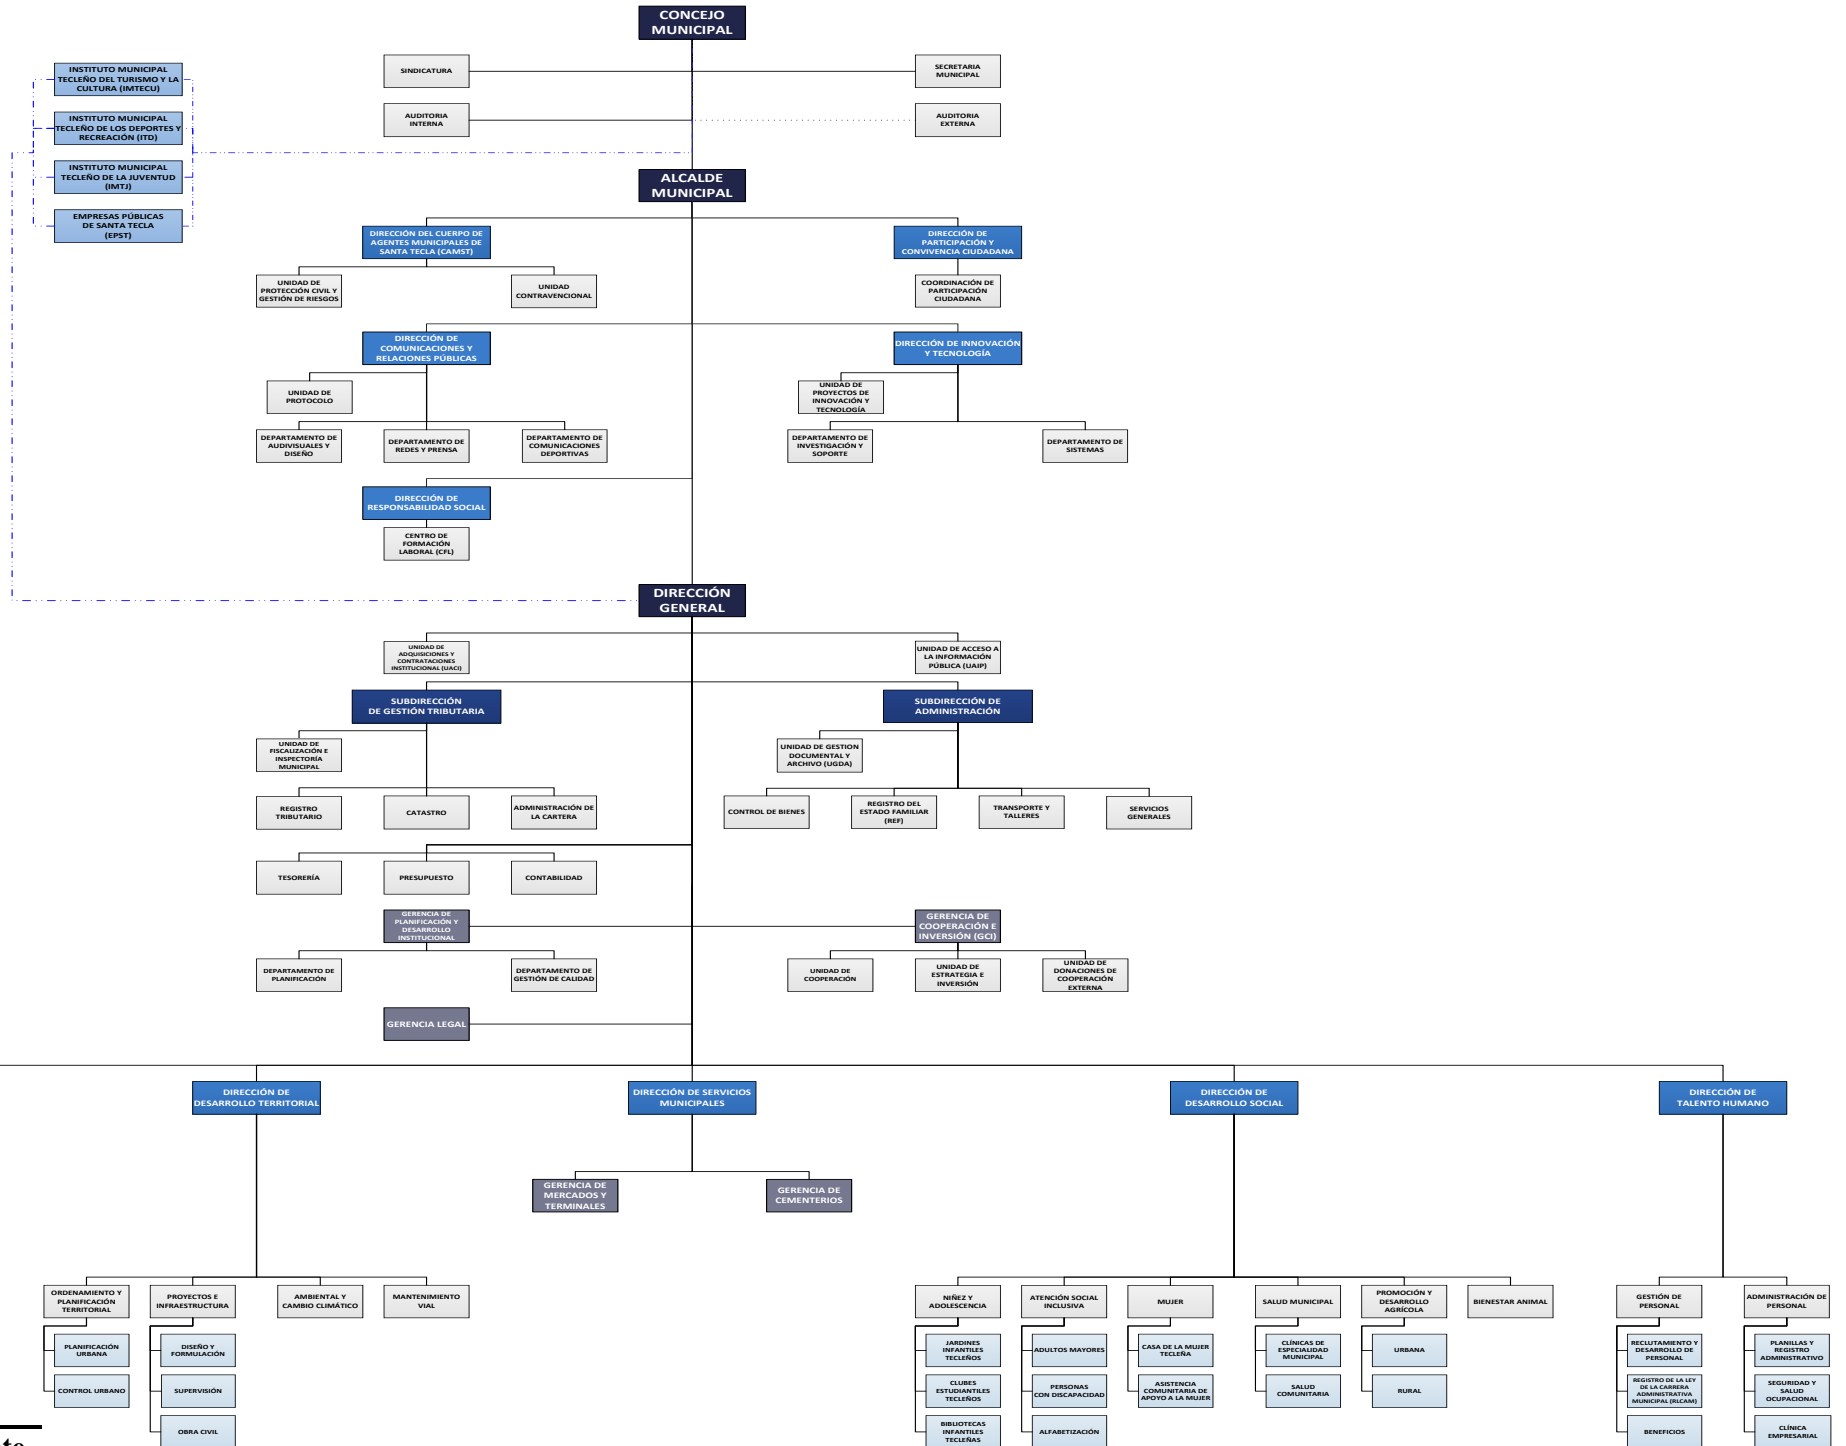 CONCEJO
MUNICIPAL
SINDICATURA
SECRETARIA
MUNICIPAL
AUDITORIA
INTERNA
AUDITORIA
EXTERNA
INSTITUTO MUNICIPAL
TECLEÑO DEL TURISMO Y LA
CULTURA (IMTECU)
INSTITUTO MUNICIPAL
TECLEÑO DE LOS DEPORTES Y
RECREACIÓN (ITD)
INSTITUTO MUNICIPAL
TECLEÑO DE LA JUVENTUD
(IMTJ)
EMPRESAS PÚBLICAS
DE SANTA TECLA
(EPST)
ALCALDE
MUNICIPAL
DIRECCIÓN DEL CUERPO DE
AGENTES MUNICIPALES DE
SANTA TECLA (CAMST)
DIRECCIÓN DE
PARTICIPACIÓN Y
CONVIVENCIA CIUDADANA
UNIDAD DE
PROTECCIÓN CIVIL Y
GESTIÓN DE RIESGOS
UNIDAD
CONTRAVENCIONAL
COORDINACIÓN DE
PARTICIPACIÓN
CIUDADANA
DIRECCIÓN DE
COMUNICACIONES Y
RELACIONES PÚBLICAS
DIRECCIÓN DE INNOVACIÓN
Y TECNOLOGÍA
UNIDAD DE
PROTOCOLO
UNIDAD DE
PROYECTOS DE
INNOVACIÓN Y
TECNOLOGÍA
DEPARTAMENTO DE
AUDIVISUALES Y
DISEÑO
DEPARTAMENTO DE
REDES Y PRENSA
DEPARTAMENTO DE
COMUNICACIONES
DEPORTIVAS
DEPARTAMENTO DE
INVESTIGACIÓN Y
SOPORTE
DEPARTAMENTO DE
SISTEMAS
DIRECCIÓN DE
RESPONSABILIDAD SOCIAL
CENTRO DE
FORMACIÓN
LABORAL (CFL)
DIRECCIÓN
GENERAL
UNIDAD DE
ADQUISICIONES Y
CONTRATACIONES
INSTITUCIONAL (UACI)
UNIDAD DE ACCESO A
LA INFORMACIÓN
PÚBLICA (UAIP)
SUBDIRECCIÓN
DE GESTIÓN TRIBUTARIA
SUBDIRECCIÓN DE
ADMINISTRACIÓN
UNIDAD DE
FISCALIZACIÓN E
INSPECTORÍA
MUNICIPAL
UNIDAD DE GESTION
DOCUMENTAL Y
ARCHIVO (UGDA)
REGISTRO
TRIBUTARIO
CATASTRO
ADMINISTRACIÓN DE
LA CARTERA
CONTROL DE BIENES
REGISTRO DEL
ESTADO FAMILIAR
(REF)
TRANSPORTE Y
TALLERES
SERVICIOS
GENERALES
TESORERÍA
PRESUPUESTO
CONTABILIDAD
GERENCIA DE
PLANIFICACIÓN Y
DESARROLLO
INSTITUCIONAL
GERENCIA DE
COOPERACIÓN E
INVERSIÓN (GCI)
DEPARTAMENTO DE
PLANIFICACIÓN
DEPARTAMENTO DE
GESTIÓN DE CALIDAD
UNIDAD DE
COOPERACIÓN
UNIDAD DE
ESTRATEGIA E
INVERSIÓN
UNIDAD DE
DONACIONES DE
COOPERACIÓN
EXTERNA
GERENCIA LEGAL
DIRECCIÓN DE
DESARROLLO TERRITORIAL
DIRECCIÓN DE SERVICIOS
MUNICIPALES
DIRECCIÓN DE
DESARROLLO SOCIAL
DIRECCIÓN DE
TALENTO HUMANO
GERENCIA DE
MERCADOS Y
TERMINALES
GERENCIA DE
CEMENTERIOS
ORDENAMIENTO Y
PLANIFICACIÓN
TERRITORIAL
PROYECTOS E
INFRAESTRUCTURA
AMBIENTAL Y
CAMBIO CLIMÁTICO
MANTENIMIENTO
VIAL
NIÑEZ Y
ADOLESCENCIA
ATENCIÓN SOCIAL
INCLUSIVA
MUJER
SALUD MUNICIPAL
PROMOCIÓN Y
DESARROLLO
AGRÍCOLA
BIENESTAR ANIMAL
GESTIÓN DE
PERSONAL
ADMINISTRACIÓN DE
PERSONAL
PLANIFICACIÓN
URBANA
DISEÑO Y
FORMULACIÓN
JARDINES
INFANTILES
TECLEÑOS
ADULTOS MAYORES
CASA DE LA MUJER
TECLEÑA
CLÍNICAS DE
ESPECIALIDAD
MUNICIPAL
URBANA
RECLUTAMIENTO Y
DESARROLLO DE
PERSONAL
PLANILLAS Y
REGISTRO
ADMINISTRATIVO
CONTROL URBANO
SUPERVISIÓN
CLUBES
ESTUDIANTILES
TECLEÑOS
PERSONAS
CON DISCAPACIDAD
ASISTENCIA
COMUNITARIA DE
APOYO A LA MUJER
SALUD
COMUNITARIA
RURAL
REGISTRO DE LA LEY
DE LA CARRERA
ADMINISTRATIVA
MUNICIPAL (RLCAM)
SEGURIDAD Y
SALUD
OCUPACIONAL
OBRA CIVIL
BIBLIOTECAS
INFANTILES
TECLEÑAS
ALFABETIZACIÓN
BENEFICIOS
CLÍNICA
EMPRESARIAL